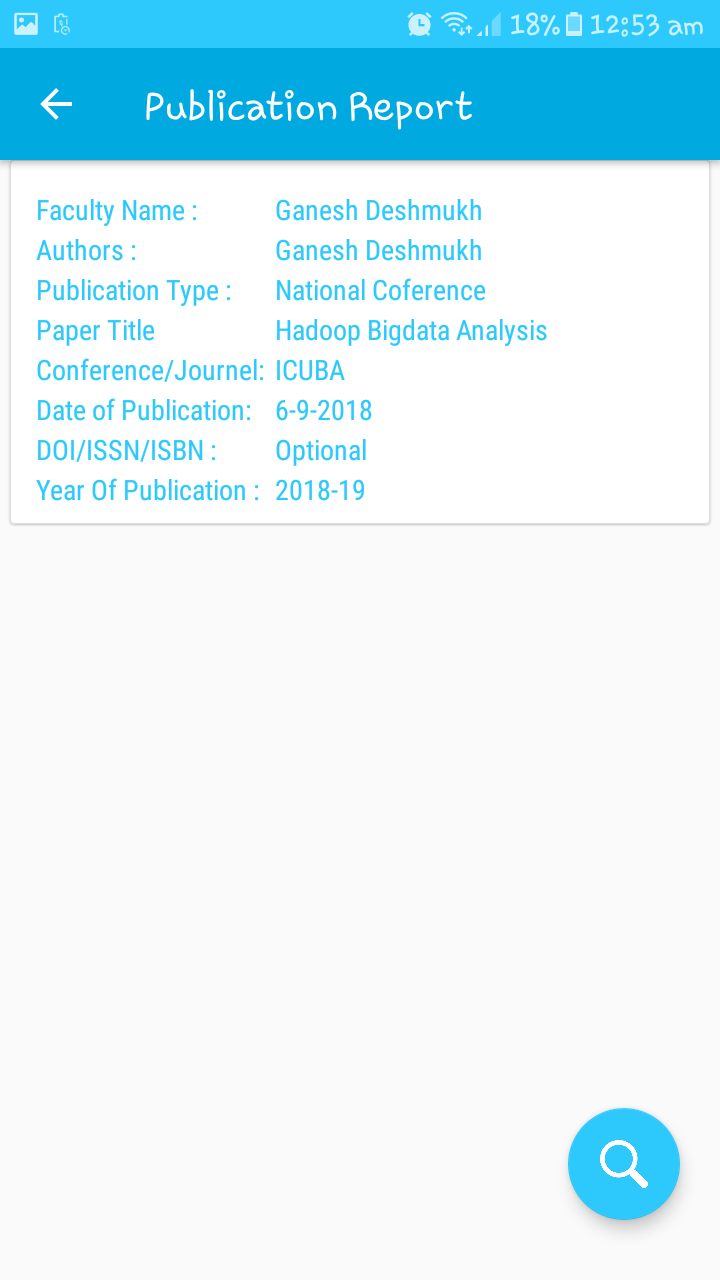 18% 12:53 am
Publication Report
Faculty Name : Ganesh Deshmukh
Authors : Ganesh Deshmukh
Publication Type : National Coference
Paper Title Hadoop Bigdata Analysis
Conference/Journel: ICUBA
Date of Publication: 6-9-2018
DOI/ISSN/ISBN : Optional
Year Of Publication : 2018-19